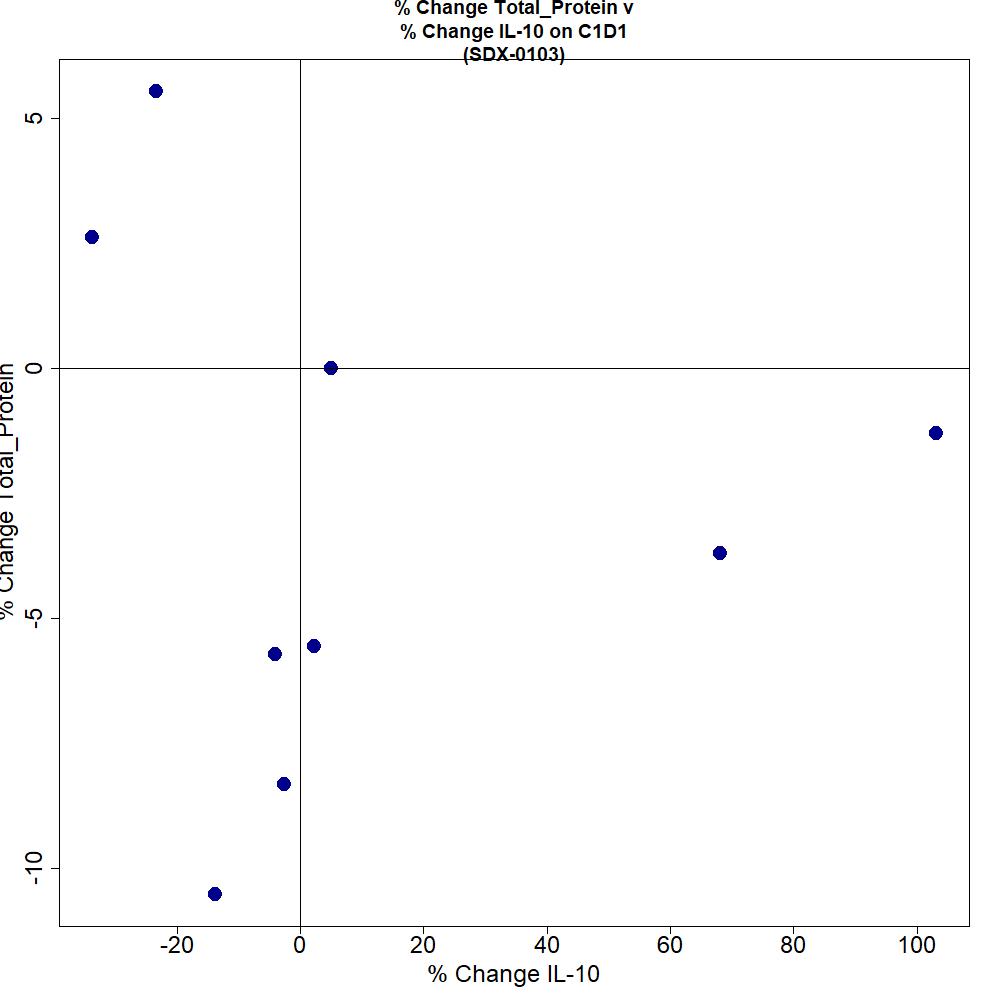 % Change Total_Protein v
% Change IL-10 on C1D1
(SDX-0103)
% Change Total_Protein
5
0
-5
-10
-20
0
20
40
60
80
100
% Change IL-10